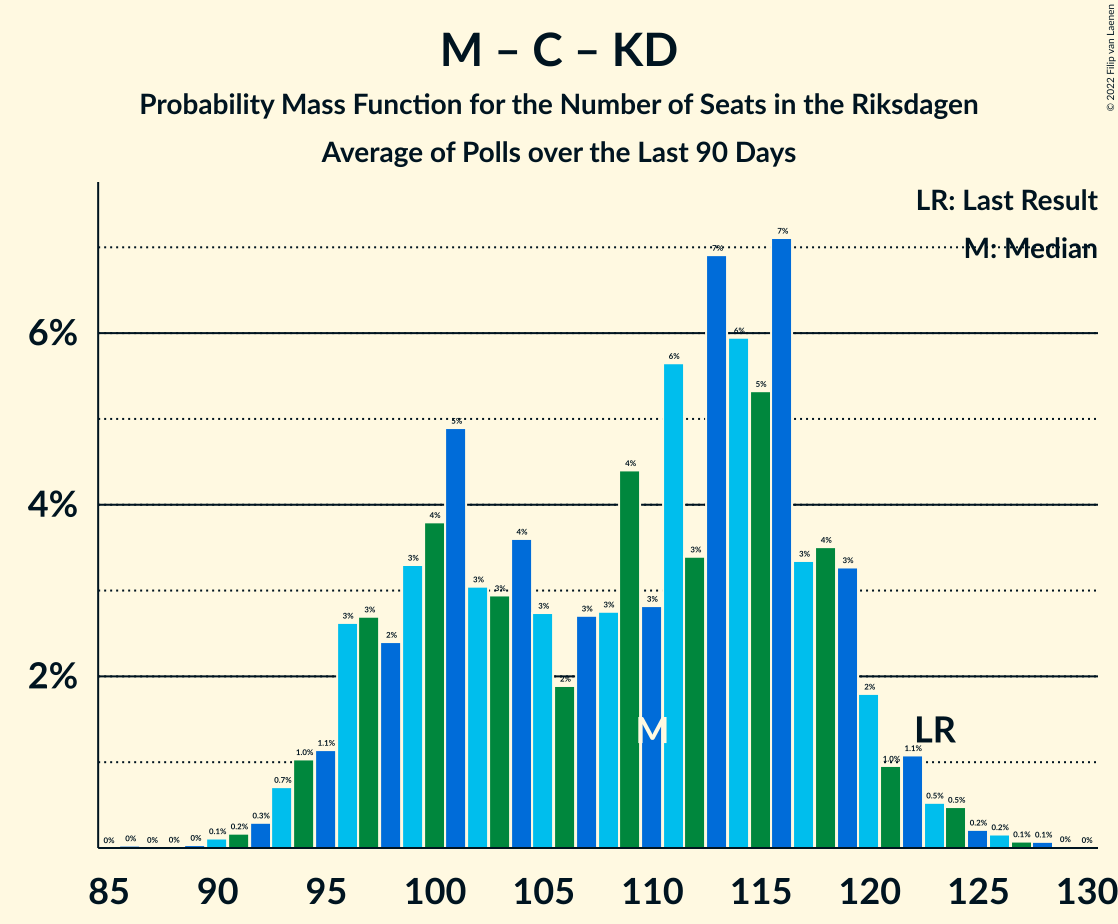 M – C – KD
Probability Mass Function for the Number of Seats in the Riksdagen
Average of Polls over the Last 90 Days
© 2022 Filip van Laenen
LR: Last Result
M: Median
6%
4%
2%
0% 0% 0% 0% 0% 0.1% 0.2% 0.3% 0.7% 1.0% 1.1% 3% 3% 2% 3% 4% 5% 3% 3% 4% 3% 2% 3% 3% 4% 3% 6% 3% 7% 6% 5% 7% 3% 4% 3% 2% 1.0% 1.1% 0.5% 0.5% 0.2% 0.2% 0.1% 0.1% 0% 0%
M
LR
85 90 95 100 105 110 115 120 125 130